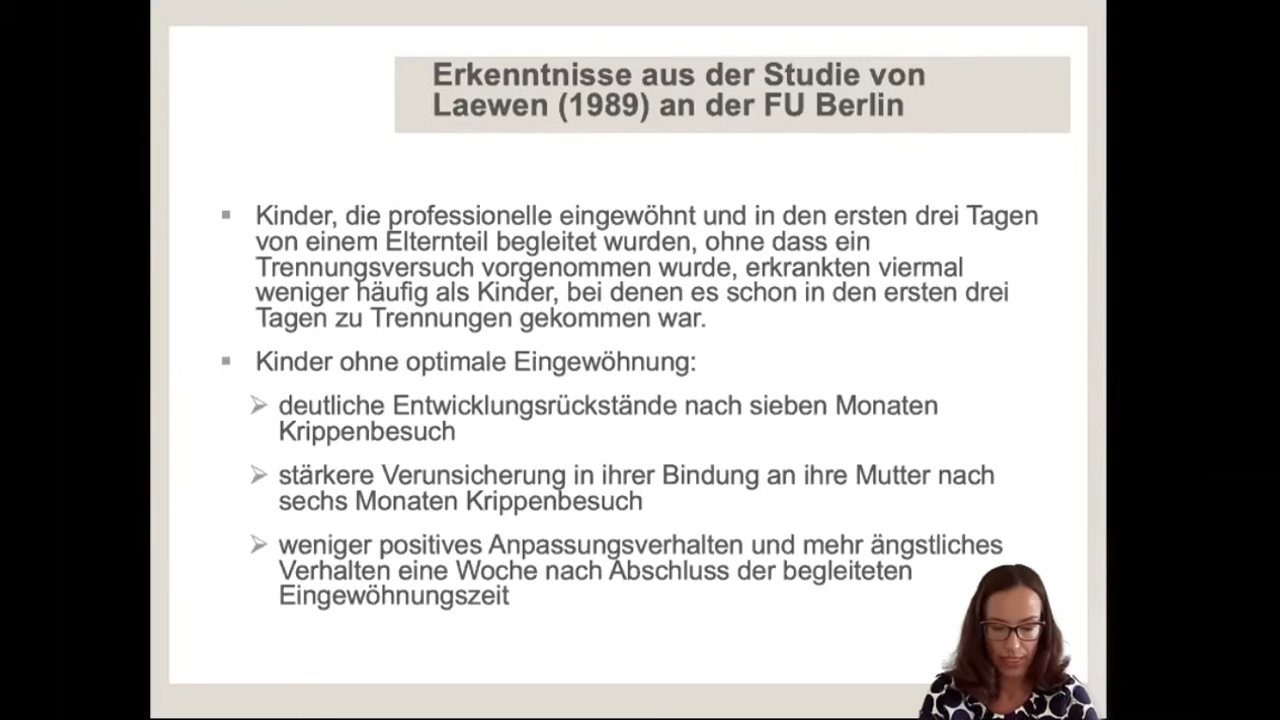 Erkenntnisse aus der Studie von
Laewen (1989) an der FU Berlin
Kinder, die professionelle eingewöhnt und in den ersten drei Tagen
von einem Elternteil begleitet wurden, ohne dass ein
Trennungsversuch vorgenommen wurde, erkrankten viermal
weniger häufig als Kinder, bei denen es schon in den ersten drei
Tagen zu Trennungen gekommen war.
Kinder ohne optimale Eingewöhnung:
deutliche Entwicklungsrückstände nach sieben Monaten
Krippenbesuch
stärkere Verunsicherung in ihrer Bindung an ihre Mutter nach
sechs Monaten Krippenbesuch
weniger positives Anpassungsverhalten und mehr ängstliches
Verhalten eine Woche nach Abschluss der begleiteten
Eingewöhnungszeit